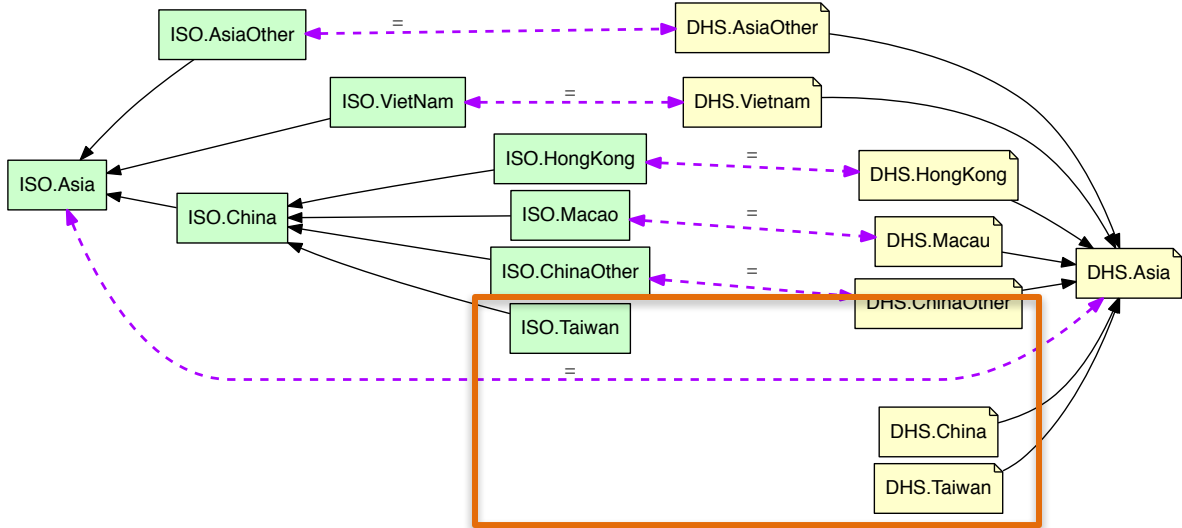 ISO.AsiaOther
=
DHS.AsiaOther
ISO.VietNam
=
DHS.Vietnam
ISO.HongKong
=
DHS.HongKong
ISO.Asia
ISO.China
ISO.Macao
=
DHS.Macau
ISO.ChinaOther
=
DHS.ChinaOther
DHS.Asia
ISO.Taiwan
=
DHS.China
DHS.Taiwan